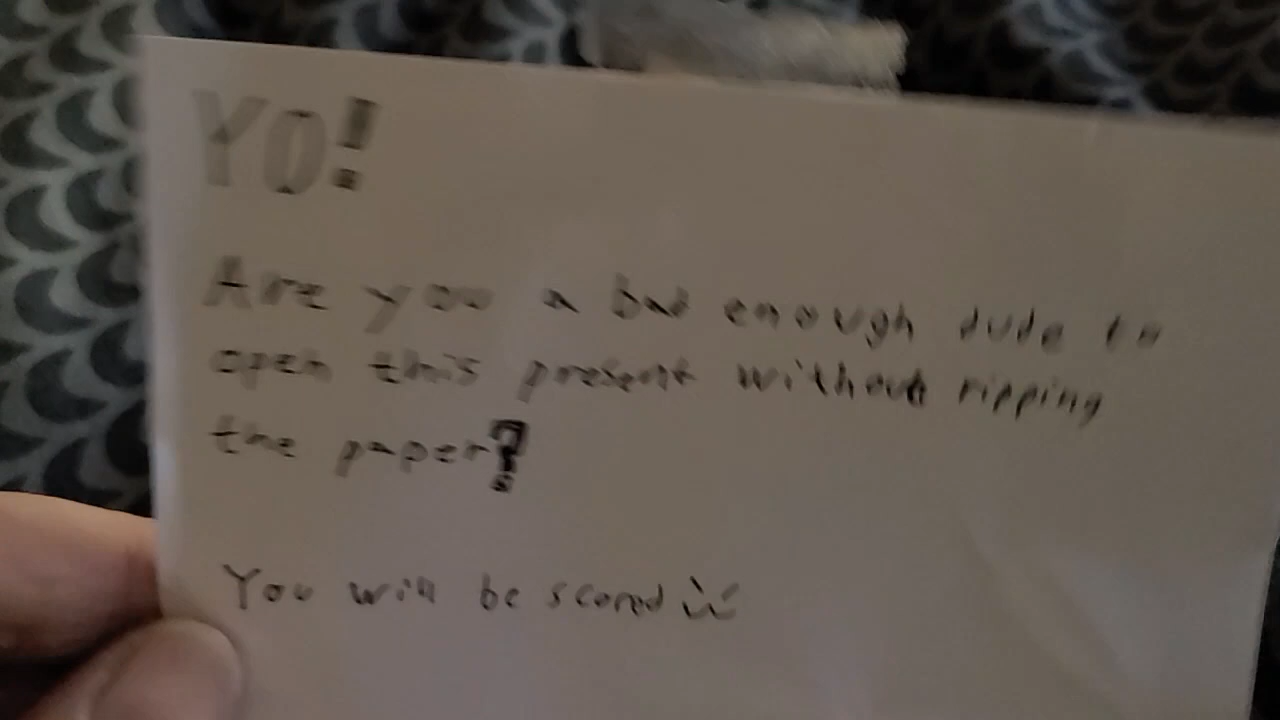 YO!
Are you a bad enough dude to
open this present without ripping
the paper?
You will be scored